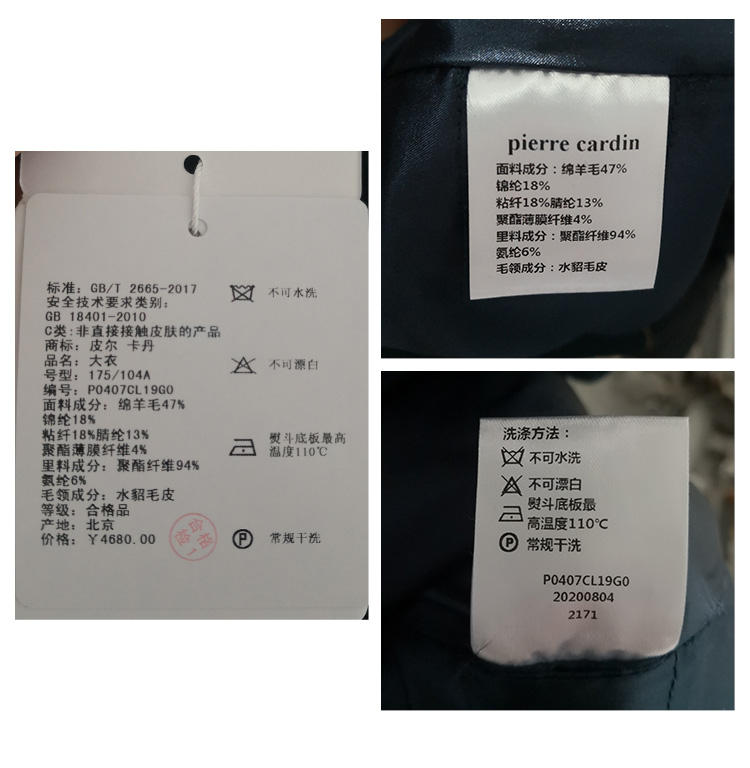 标准: GB/T 2665-2017
安全技术要求类别:
GB 18401-2010
C类:非直接接触皮肤的产品
商标: 皮尔 卡丹
品名: 大衣
号型: 175/104A
编号: P0407CL19G0
面料成分: 绵羊毛47%
锦纶18%
粘纤18%腈纶13%
聚酯薄膜纤维4%
里料成分: 聚酯纤维94%
氨纶6%
毛领成分: 水貂毛皮
等级: 合格品
产地: 北京
价格: ¥4680.00
不可水洗
不可漂白
熨斗底板最高
温度110℃
P 常规干洗
合格
检1
pierre cardin
面料成分：绵羊毛47%
锦纶18%
粘纤18%腈纶13%
聚酯薄膜纤维4%
里料成分：聚酯纤维94%
氨纶6%
毛领成分：水貂毛皮
洗涤方法：
不可水洗
不可漂白
熨斗底板最
高温度110℃
P 常规干洗
P0407CL19G0
20200804
2171